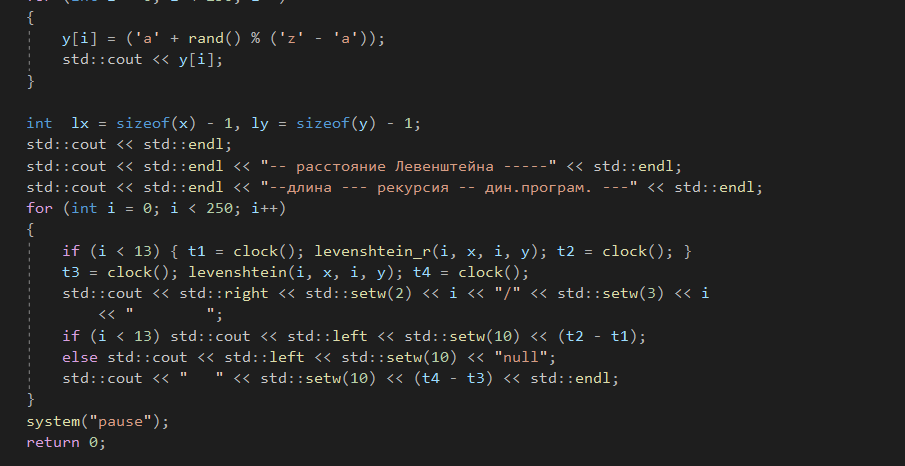 for (int i = 0; i < 250; i++)
{
y[i] = ('a' + rand() % ('z' - 'a'));
std::cout << y[i];
}
int  lx = sizeof(x) - 1, ly = sizeof(y) - 1;
std::cout << std::endl;
std::cout << std::endl << "-- расстояние Левенштейна -----" << std::endl;
std::cout << std::endl << "--длина --- рекурсия -- дин.програм. ---" << std::endl;
for (int i = 0; i < 250; i++)
{
if (i < 13) { t1 = clock(); levenshtein_r(i, x, i, y); t2 = clock(); }
t3 = clock(); levenshtein(i, x, i, y); t4 = clock();
std::cout << std::right << std::setw(2) << i << "/" << std::setw(3) << i
<< "        ";
if (i < 13) std::cout << std::left << std::setw(10) << (t2 - t1);
else std::cout << std::left << std::setw(10) << "null";
std::cout << "   " << std::setw(10) << (t4 - t3) << std::endl;
}
system("pause");
return 0;